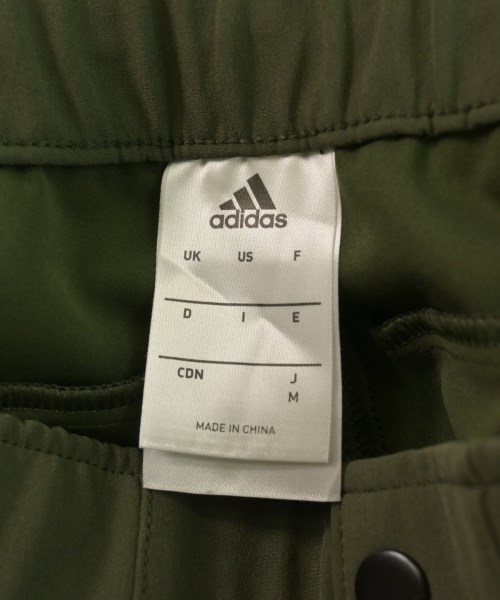 adidas
UK US F
D I E
CDN J
M
MADE IN CHINA